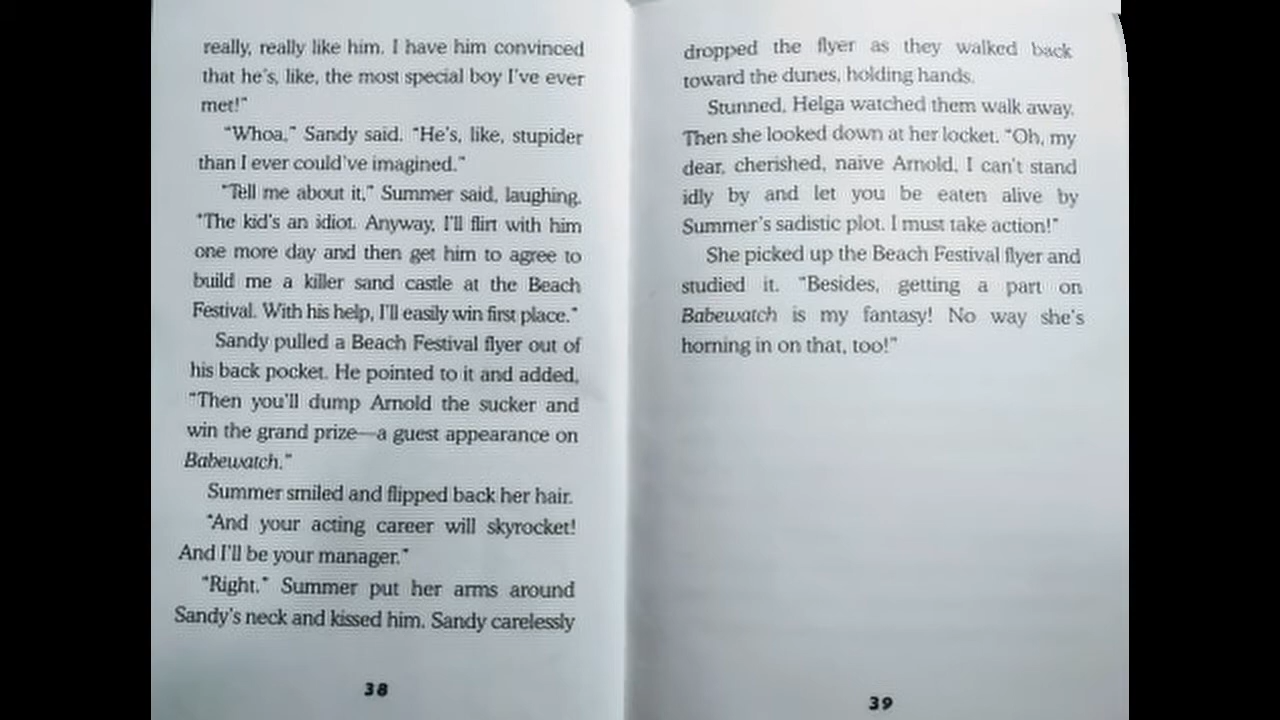 really, really like him. I have him convinced
that he's, like, the most special boy I've ever
met!"
"Whoa," Sandy said. "He's, like, stupider
than I ever could've imagined."
"Tell me about it," Summer said, laughing.
"The kid's an idiot. Anyway, I'll flirt with him
one more day and then get him to agree to
build me a killer sand castle at the Beach
Festival. With his help, I'll easily win first place."
Sandy pulled a Beach Festival flyer out of
his back pocket. He pointed to it and added,
"Then you'll dump Arnold the sucker and
win the grand prize—a guest appearance on
Babewatch."
Summer smiled and flipped back her hair.
"And your acting career will skyrocket!
And I'll be your manager."
"Right." Summer put her arms around
Sandy's neck and kissed him. Sandy carelessly
38
dropped the flyer as they walked back
toward the dunes, holding hands.
Stunned, Helga watched them walk away.
Then she looked down at her locket. "Oh, my
dear, cherished, naive Arnold, I can't stand
idly by and let you be eaten alive by
Summer's sadistic plot. I must take action!"
She picked up the Beach Festival flyer and
studied it. "Besides, getting a part on
Babewatch is my fantasy! No way she's
horning in on that, too!"
39